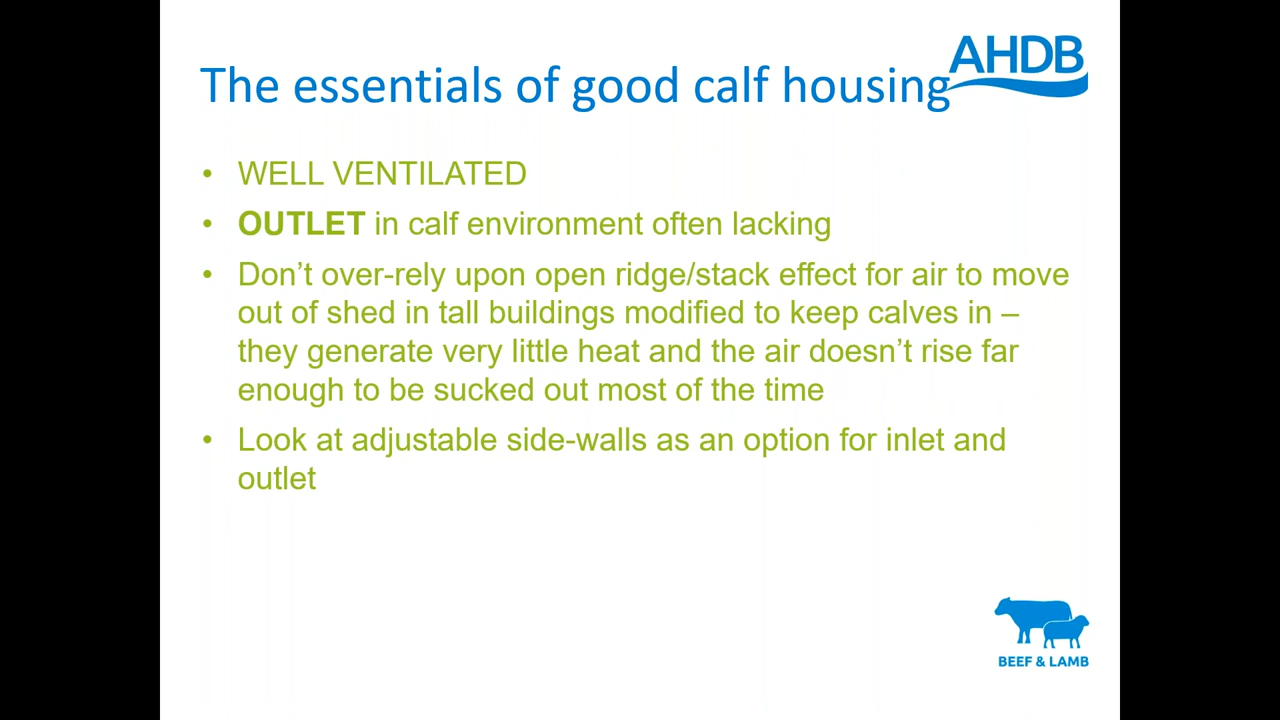 AHDB
The essentials of good calf housing
• WELL VENTILATED
• OUTLET in calf environment often lacking
• Don’t over-rely upon open ridge/stack effect for air to move
out of shed in tall buildings modified to keep calves in –
they generate very little heat and the air doesn’t rise far
enough to be sucked out most of the time
• Look at adjustable side-walls as an option for inlet and
outlet
BEEF & LAMB